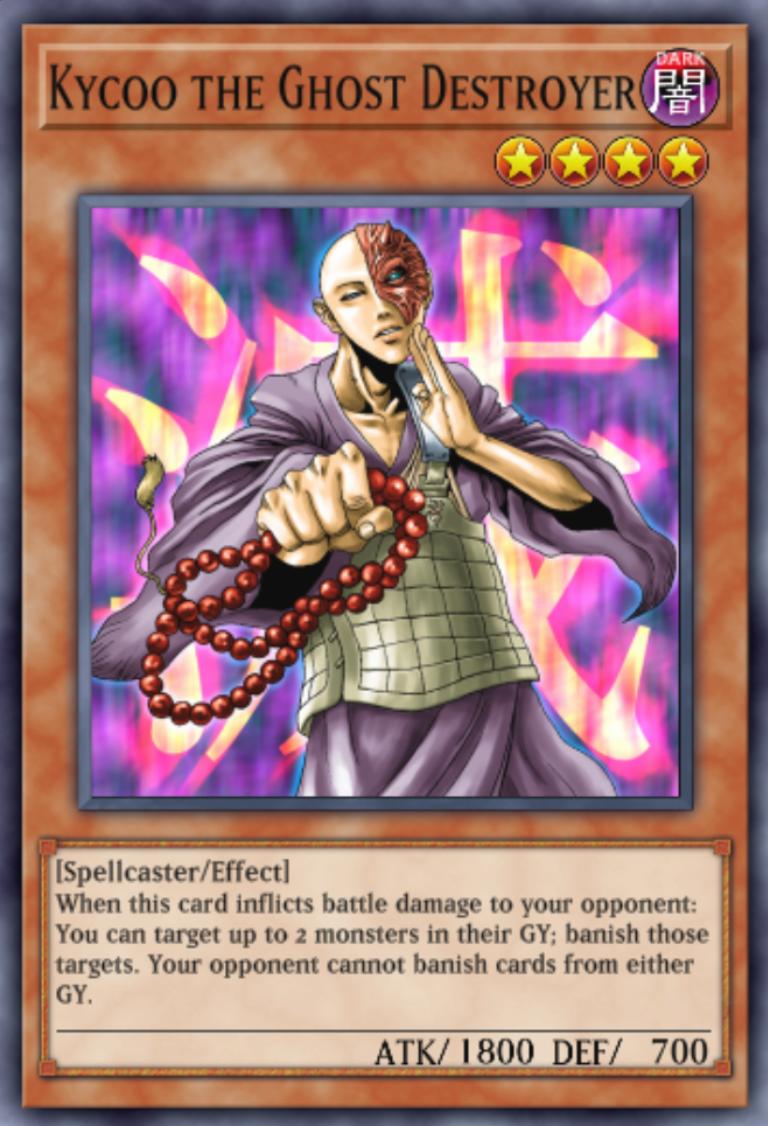 KYCOO THE GHOST DESTROYER
DARK
闇
[Spellcaster/Effect]
When this card inflicts battle damage to your opponent:
You can target up to 2 monsters in their GY; banish those
targets. Your opponent cannot banish cards from either
GY.
ATK/ 1800 DEF/ 700